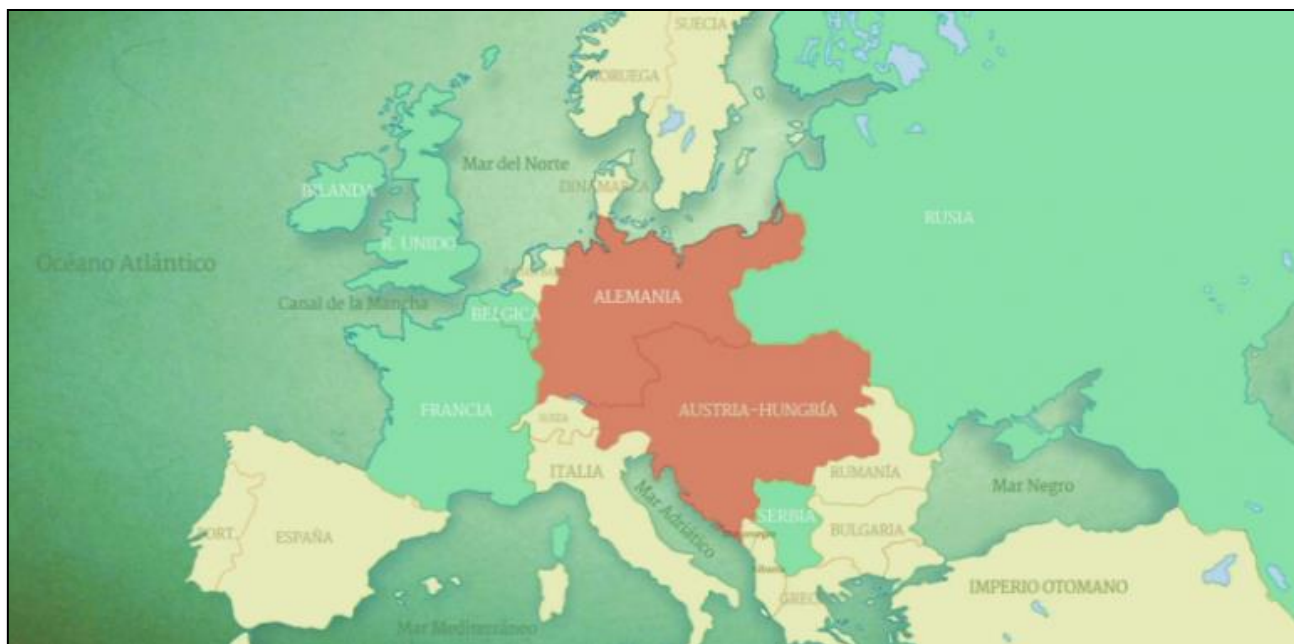 SUECIA
NORUEGA
Mar del Norte
DINAMARCA
IRLANDA
RUSIA
R. UNIDO
Océano Atlántico
ALEMANIA
Canal de la Mancha
BÉLGICA
FRANCIA
AUSTRIA-HUNGRÍA
SUIZA
ITALIA
RUMANÍA
Mar Negro
Mar Adriático
SERBIA
PORT.
ESPAÑA
BULGARIA
IMPERIO OTOMANO
Mar Mediterráneo